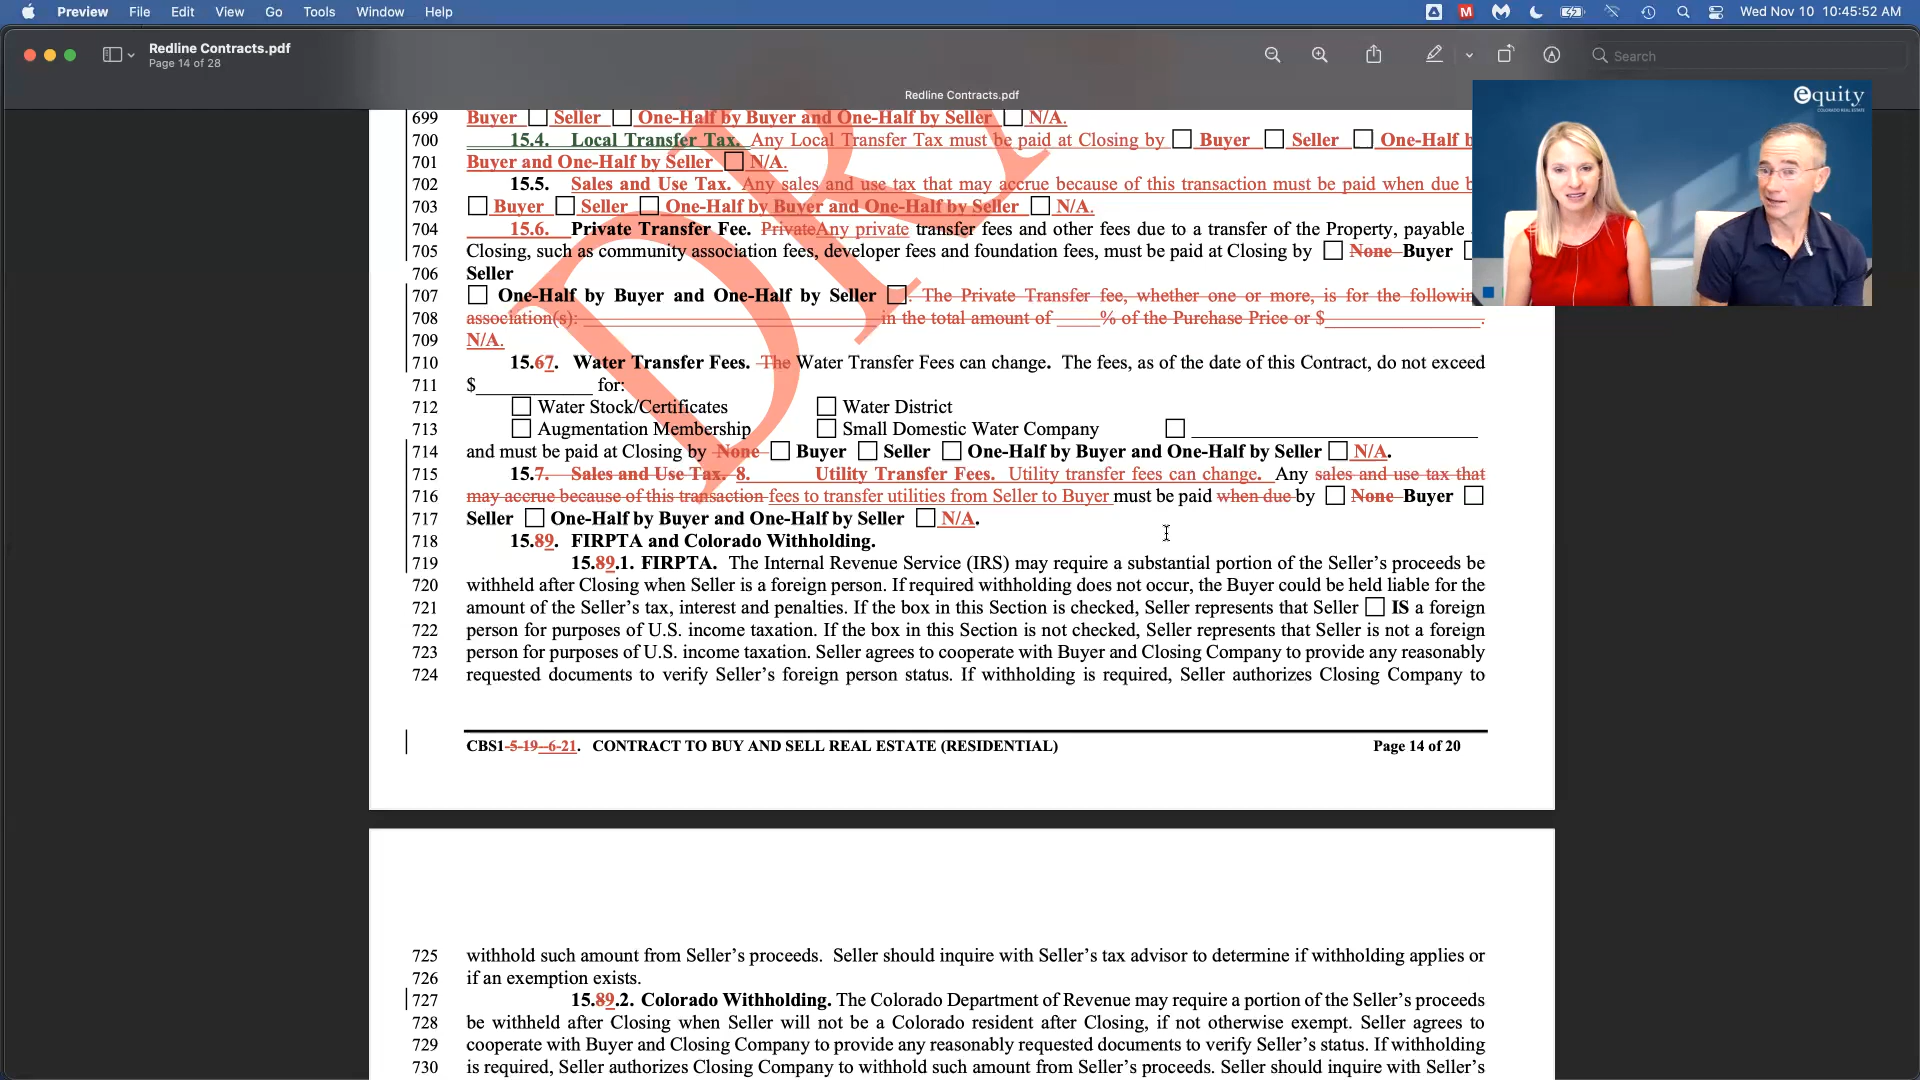 Preview File Edit View Go Tools Window Help Wed Nov 10 10:45:52 AM
Redline Contracts.pdf
Page 14 of 28
Search
Redline Contracts.pdf
equity
COLORADO REAL ESTATE
DR
699 Buyer Seller One-Half by Buyer and One-Half by Seller N/A.
700 15.4. Local Transfer Tax. Any Local Transfer Tax must be paid at Closing by Buyer Seller One-Half b
701 Buyer and One-Half by Seller N/A.
702 15.5. Sales and Use Tax. Any sales and use tax that may accrue because of this transaction must be paid when due b
703 Buyer Seller One-Half by Buyer and One-Half by Seller N/A.
704 15.6. Private Transfer Fee. PrivateAny private transfer fees and other fees due to a transfer of the Property, payable
705 Closing, such as community association fees, developer fees and foundation fees, must be paid at Closing by None Buyer
706 Seller
707 One-Half by Buyer and One-Half by Seller . The Private Transfer fee, whether one or more, is for the followin
708 association(s): ____ in the total amount of ____% of the Purchase Price or $____.
709 N/A.
710 15.67. Water Transfer Fees. The Water Transfer Fees can change. The fees, as of the date of this Contract, do not exceed
711 $____ for:
712 Water Stock/Certificates Water District
713 Augmentation Membership Small Domestic Water Company ____
714 and must be paid at Closing by None Buyer Seller One-Half by Buyer and One-Half by Seller N/A.
715 15.7. Sales and Use Tax. 8. Utility Transfer Fees. Utility transfer fees can change. Any sales and use tax that
716 may accrue because of this transaction fees to transfer utilities from Seller to Buyer must be paid when due by None Buyer
717 Seller One-Half by Buyer and One-Half by Seller N/A.
718 15.89. FIRPTA and Colorado Withholding.
719 15.89.1. FIRPTA. The Internal Revenue Service (IRS) may require a substantial portion of the Seller's proceeds be
720 withheld after Closing when Seller is a foreign person. If required withholding does not occur, the Buyer could be held liable for the
721 amount of the Seller's tax, interest and penalties. If the box in this Section is checked, Seller represents that Seller IS a foreign
722 person for purposes of U.S. income taxation. If the box in this Section is not checked, Seller represents that Seller is not a foreign
723 person for purposes of U.S. income taxation. Seller agrees to cooperate with Buyer and Closing Company to provide any reasonably
724 requested documents to verify Seller's foreign person status. If withholding is required, Seller authorizes Closing Company to
CBS1-5-19--6-21. CONTRACT TO BUY AND SELL REAL ESTATE (RESIDENTIAL) Page 14 of 20
725 withhold such amount from Seller's proceeds. Seller should inquire with Seller's tax advisor to determine if withholding applies or
726 if an exemption exists.
727 15.89.2. Colorado Withholding. The Colorado Department of Revenue may require a portion of the Seller's proceeds
728 be withheld after Closing when Seller will not be a Colorado resident after Closing, if not otherwise exempt. Seller agrees to
729 cooperate with Buyer and Closing Company to provide any reasonably requested documents to verify Seller's status. If withholding
730 is required, Seller authorizes Closing Company to withhold such amount from Seller's proceeds. Seller should inquire with Seller's